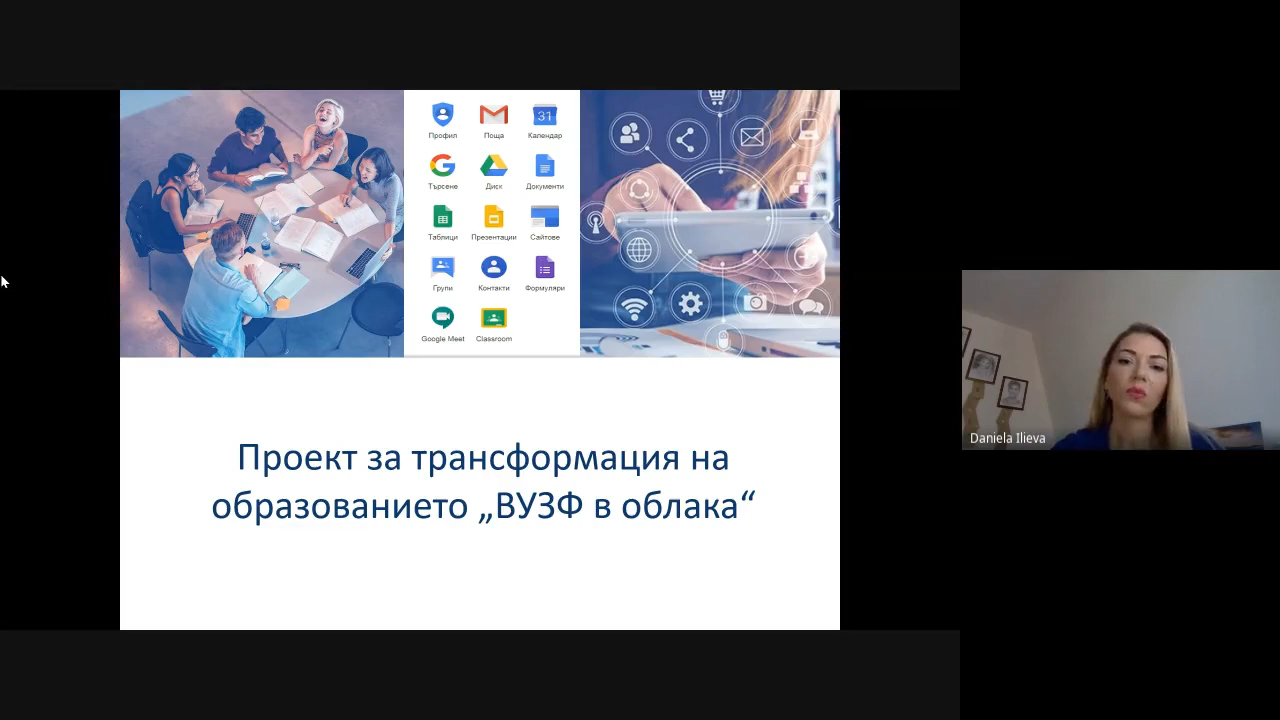 Профил Поща Календар
31
Търсене Диск Документи
Таблици Презентации Сайтове
Групи Контакти Формуляри
Google Meet Classroom
Проект за трансформация на
образованието „ВУЗФ в облака“
Daniela Ilieva